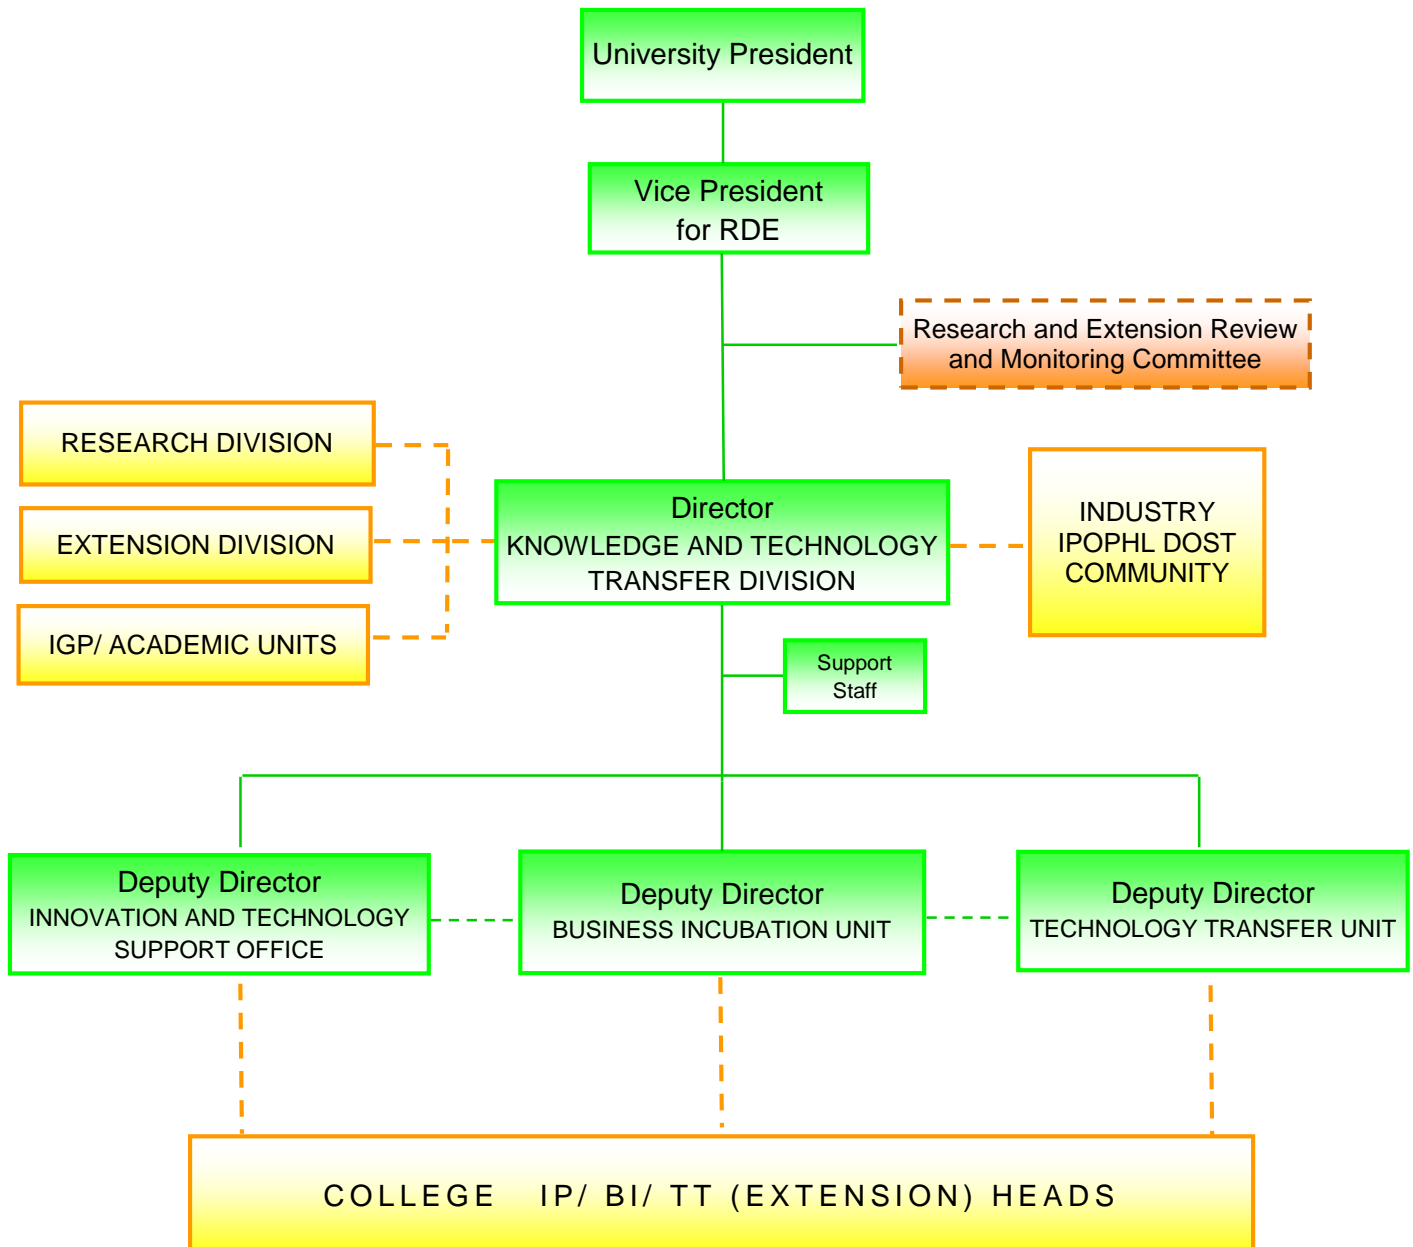 University President
Vice President
for RDE
Research and Extension Review
and Monitoring Committee
RESEARCH DIVISION
EXTENSION DIVISION
IGP/ ACADEMIC UNITS
Director
KNOWLEDGE AND TECHNOLOGY
TRANSFER DIVISION
INDUSTRY
IPOPHL DOST
COMMUNITY
Support
Staff
Deputy Director
INNOVATION AND TECHNOLOGY
SUPPORT OFFICE
Deputy Director
BUSINESS INCUBATION UNIT
Deputy Director
TECHNOLOGY TRANSFER UNIT
COLLEGE IP/ BI/ TT (EXTENSION) HEADS